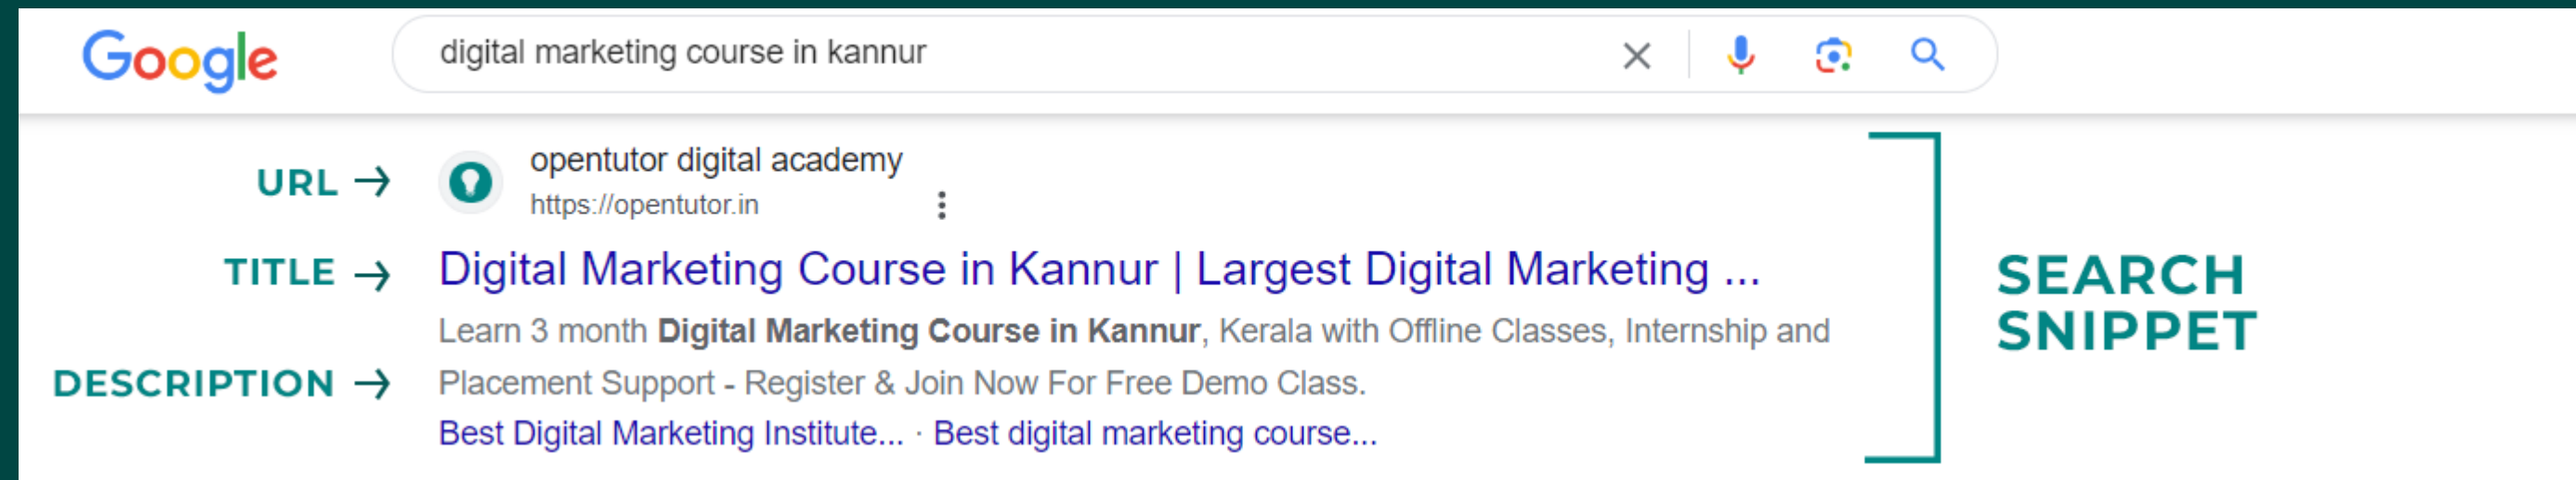 Google
digital marketing course in kannur
URL →
opentutor digital academy
https://opentutor.in
TITLE →
Digital Marketing Course in Kannur | Largest Digital Marketing ...
DESCRIPTION →
Learn 3 month Digital Marketing Course in Kannur, Kerala with Offline Classes, Internship and
Placement Support - Register & Join Now For Free Demo Class.
Best Digital Marketing Institute... · Best digital marketing course...
SEARCH
SNIPPET